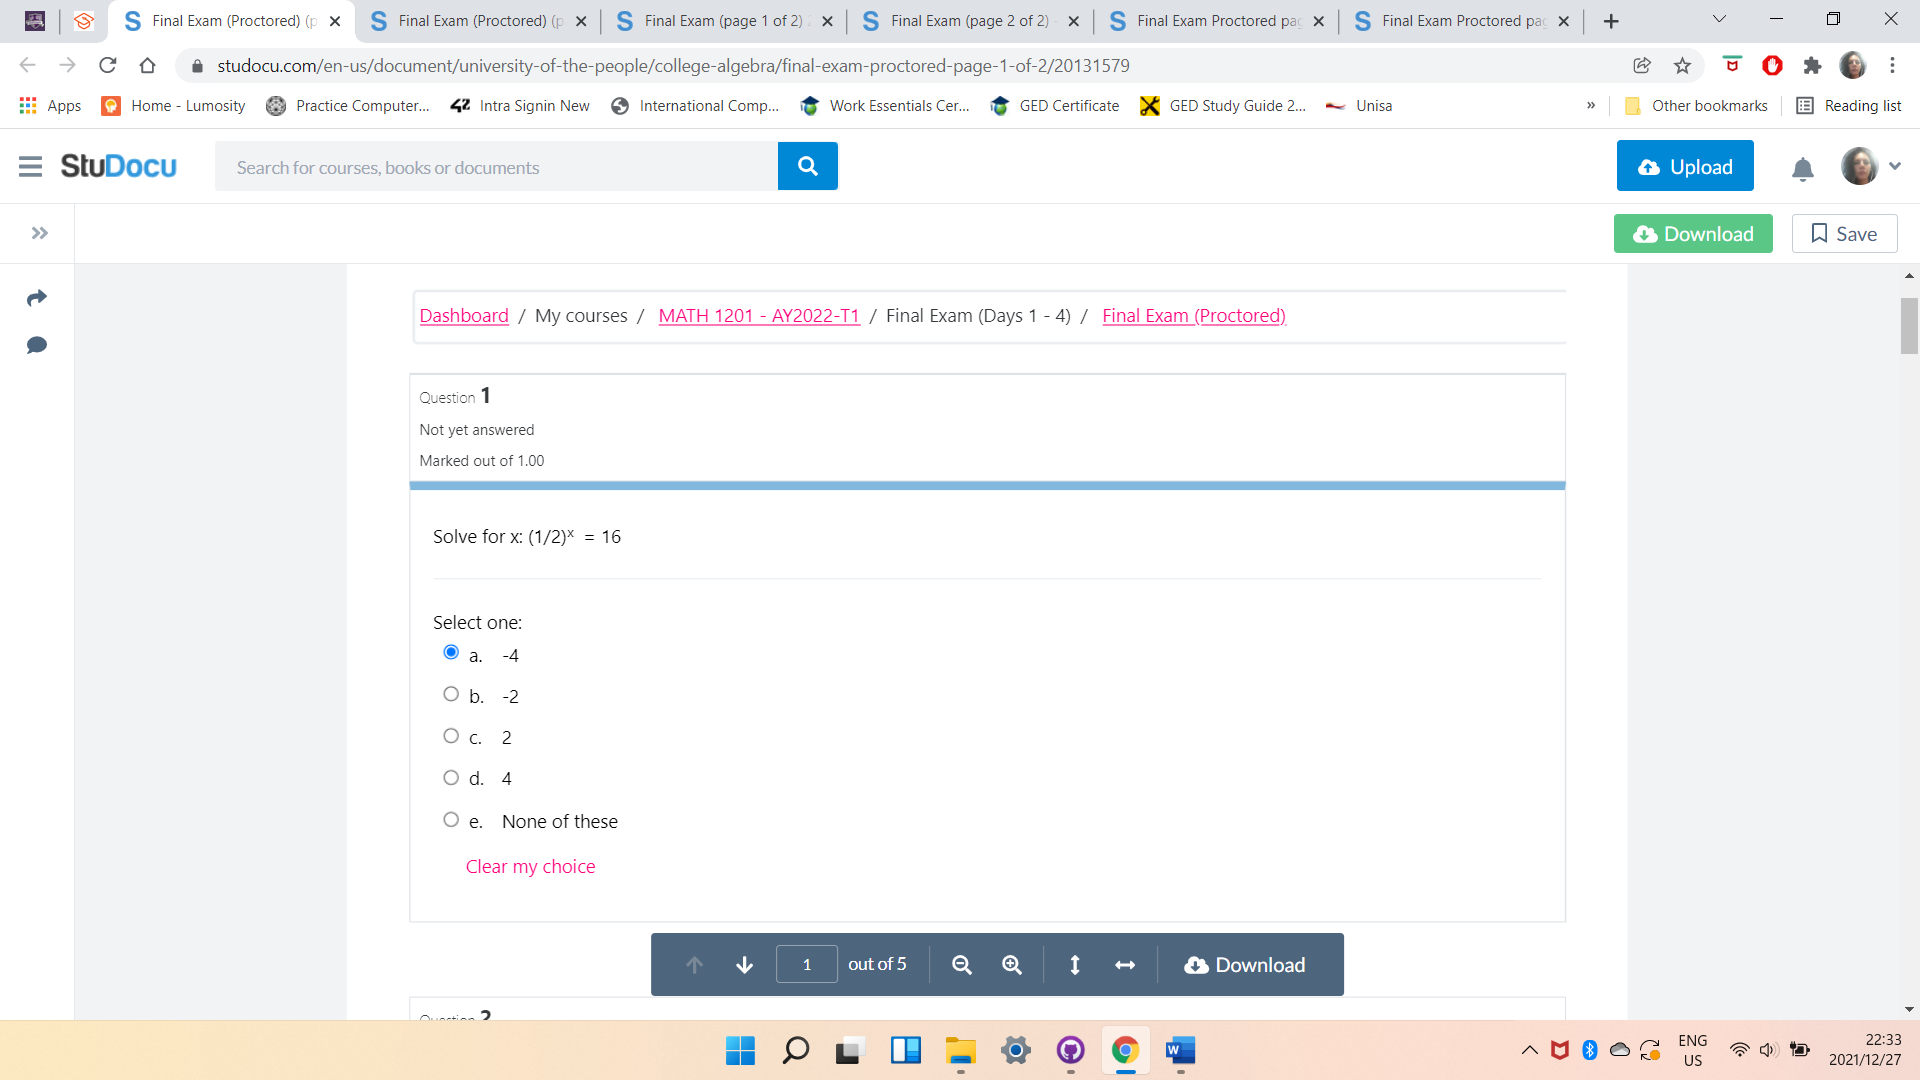 Final Exam (Proctored) (p
Final Exam (Proctored) (p
Final Exam (page 1 of 2)
Final Exam (page 2 of 2) -
Final Exam Proctored pag
Final Exam Proctored pag
studocu.com/en-us/document/university-of-the-people/college-algebra/final-exam-proctored-page-1-of-2/20131579
Apps
Home - Lumosity
Practice Computer...
Intra Signin New
International Comp...
Work Essentials Cer...
GED Certificate
GED Study Guide 2...
Unisa
»
Other bookmarks
Reading list
StuDocu
Search for courses, books or documents
Upload
Download
Save
Dashboard / My courses / MATH 1201 - AY2022-T1 / Final Exam (Days 1 - 4) / Final Exam (Proctored)
Question 1
Not yet answered
Marked out of 1.00
Solve for x: (1/2)ˣ = 16
Select one:
a. -4
b. -2
c. 2
d. 4
e. None of these
Clear my choice
1 out of 5
Download
Question 2
ENG
US
22:33
2021/12/27